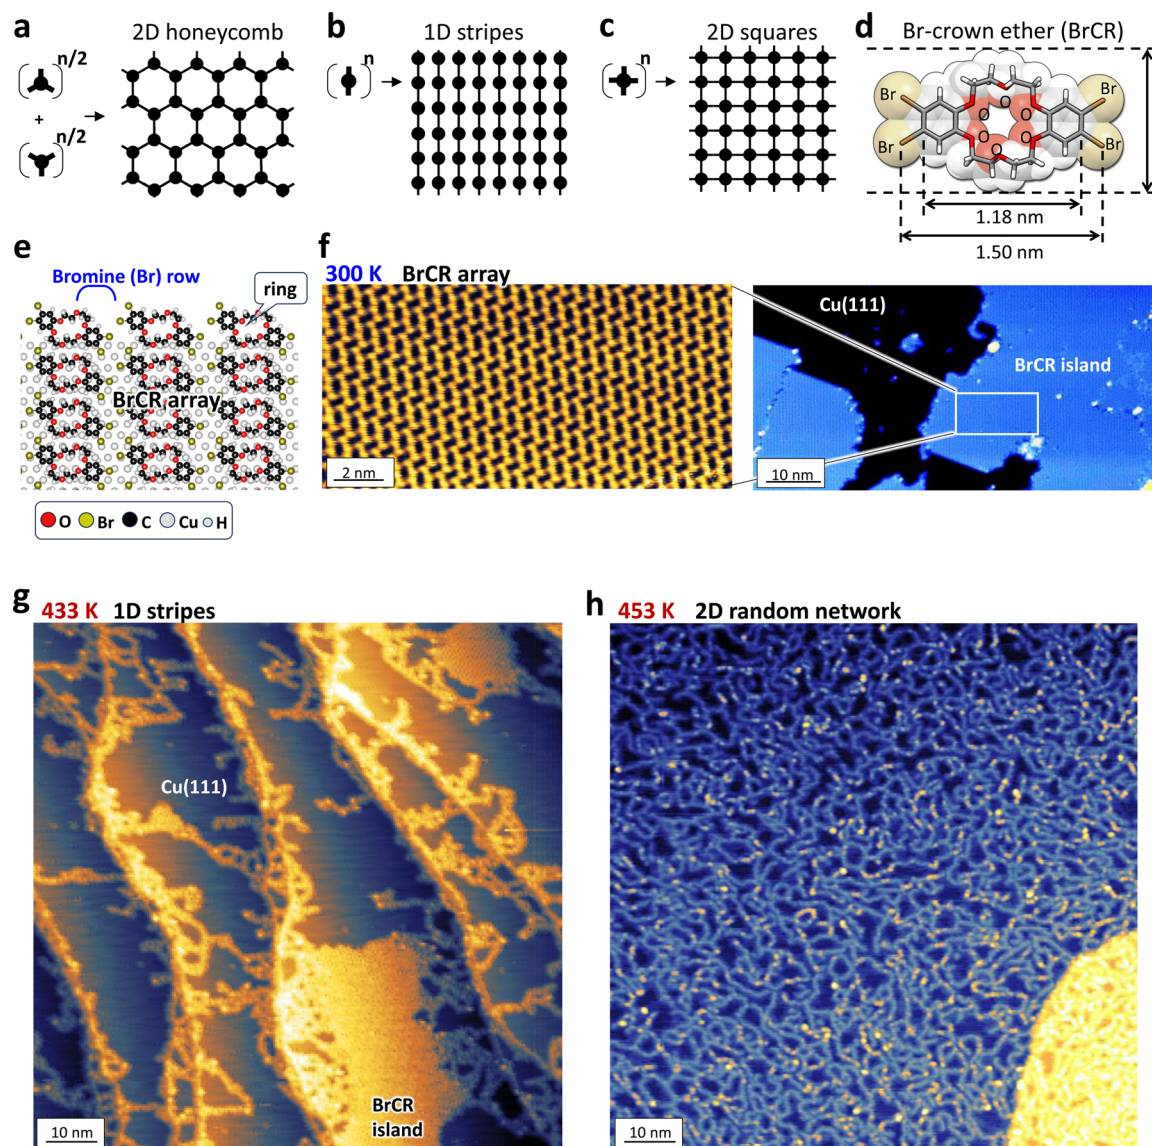 a
2D honeycomb
n/2
+
n/2
b
1D stripes
n
c
2D squares
n
d
Br-crown ether (BrCR)
Br
Br
Br
Br
O
O
O
O
O
O
1.18 nm
1.50 nm
e
Bromine (Br) row
ring
BrCR array
O Br C Cu H
f
300 K BrCR array
2 nm
Cu(111)
BrCR island
10 nm
g
433 K 1D stripes
Cu(111)
BrCR
island
10 nm
h
453 K 2D random network
10 nm